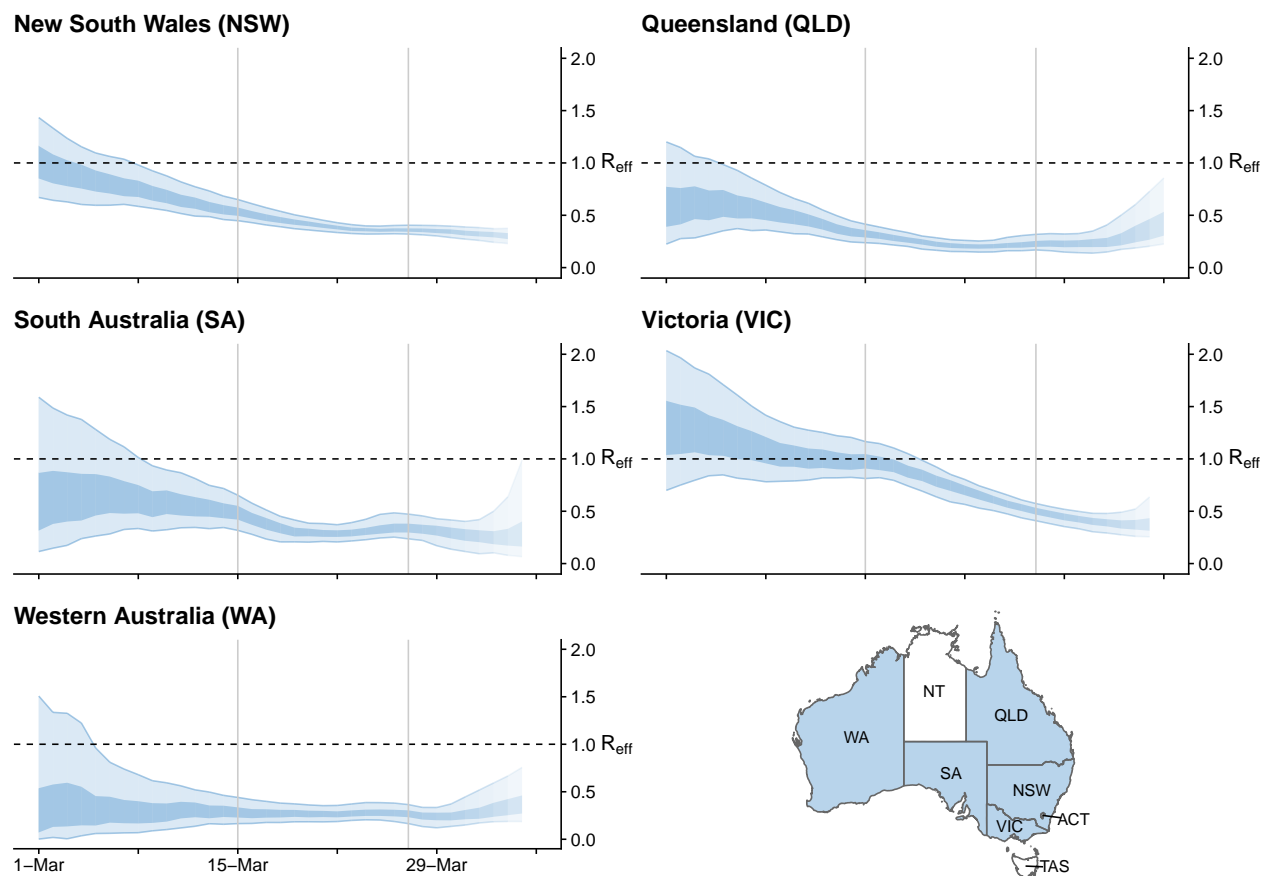 New South Wales (NSW)
2.0
1.5
1.0 Reff
0.5
0.0
Queensland (QLD)
2.0
1.5
1.0 Reff
0.5
0.0
South Australia (SA)
2.0
1.5
1.0 Reff
0.5
0.0
Victoria (VIC)
2.0
1.5
1.0 Reff
0.5
0.0
Western Australia (WA)
2.0
1.5
1.0 Reff
0.5
0.0
1–Mar 15–Mar 29–Mar
NT
QLD
WA
SA
NSW
ACT
VIC
TAS